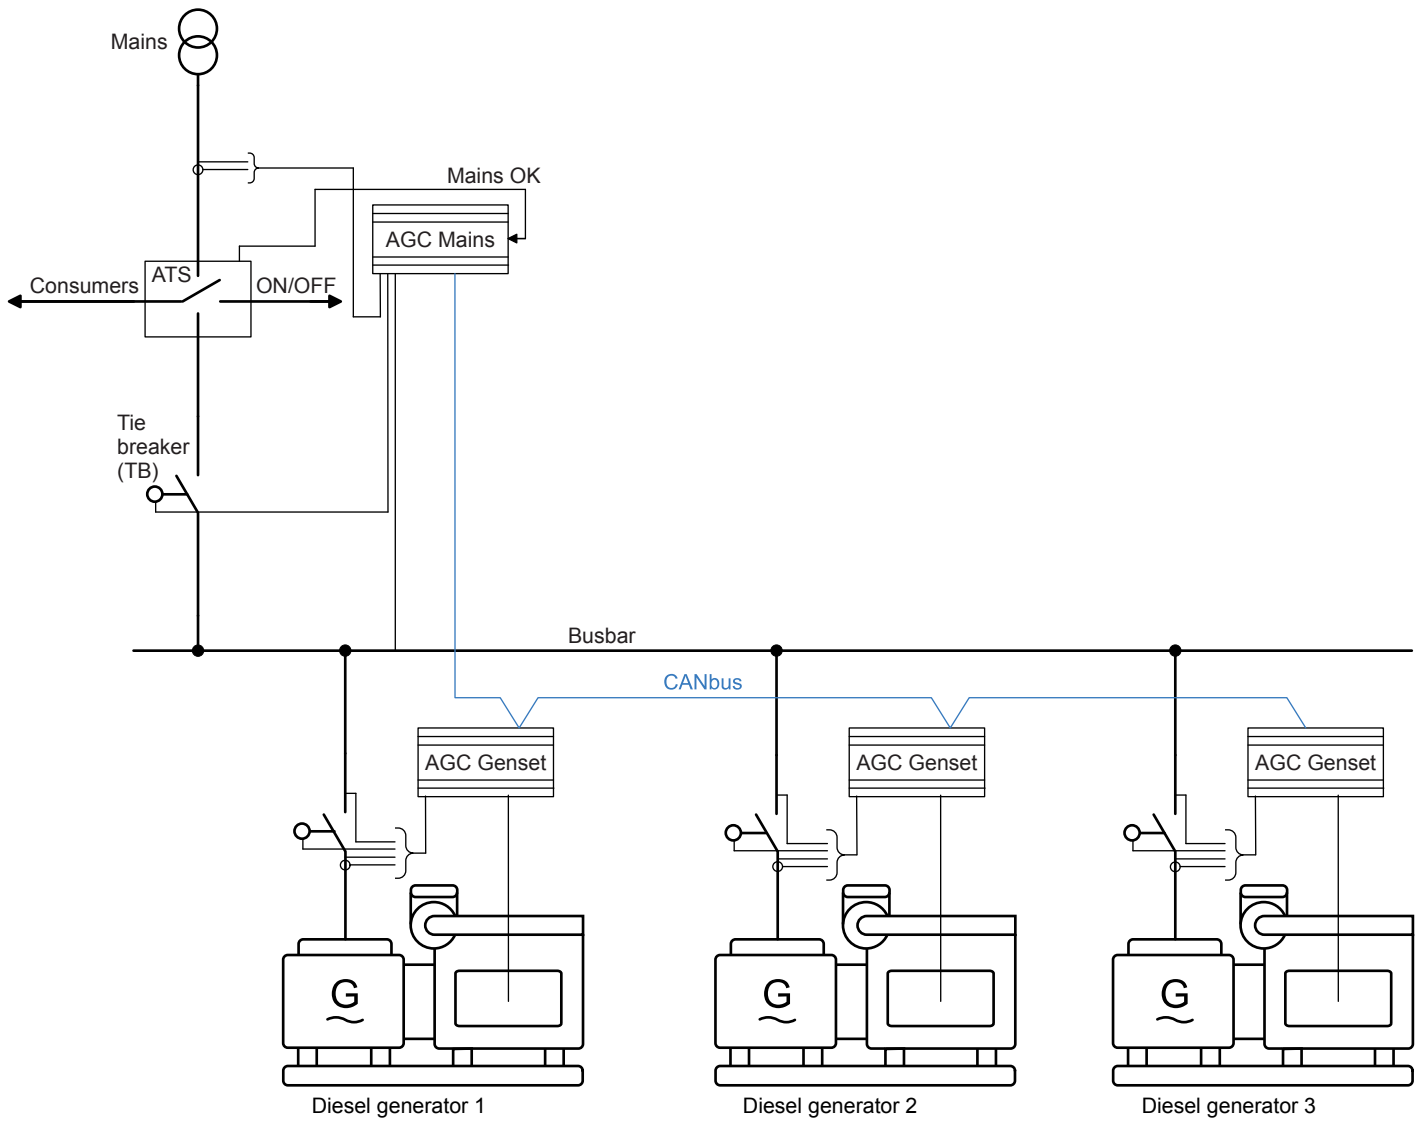 Mains
Mains OK
AGC Mains
ATS
Consumers
ON/OFF
Tie
breaker
(TB)
Busbar
CANbus
AGC Genset
AGC Genset
AGC Genset
G
G
G
Diesel generator 1
Diesel generator 2
Diesel generator 3